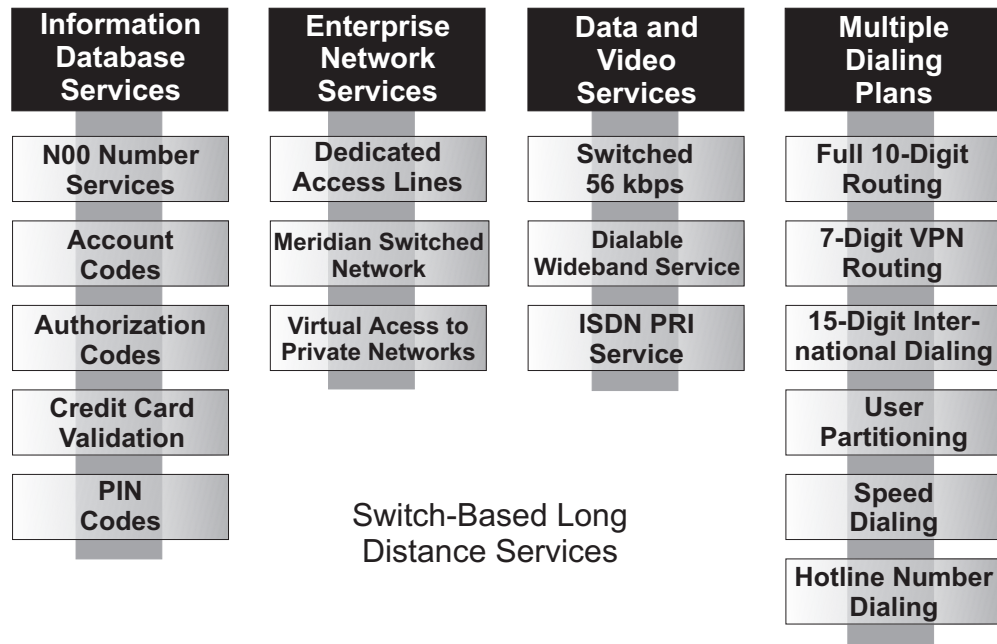 Information
Database
Services
N00 Number
Services
Account
Codes
Authorization
Codes
Credit Card
Validation
PIN
Codes
Enterprise
Network
Services
Dedicated
Access Lines
Meridian Switched
Network
Virtual Acess to
Private Networks
Data and
Video
Services
Switched
56 kbps
Dialable
Wideband Service
ISDN PRI
Service
Multiple
Dialing
Plans
Full 10-Digit
Routing
7-Digit VPN
Routing
15-Digit Inter-
national Dialing
User
Partitioning
Speed
Dialing
Hotline Number
Dialing
Switch-Based Long
Distance Services